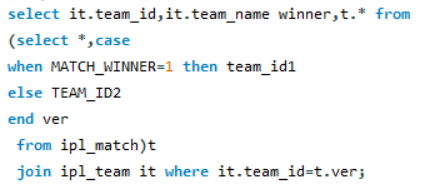 select it.team_id,it.team_name winner,t.* from
(select *,case
when MATCH_WINNER=1 then team_id1
else TEAM_ID2
end ver
from ipl_match)t
join ipl_team it where it.team_id=t.ver;